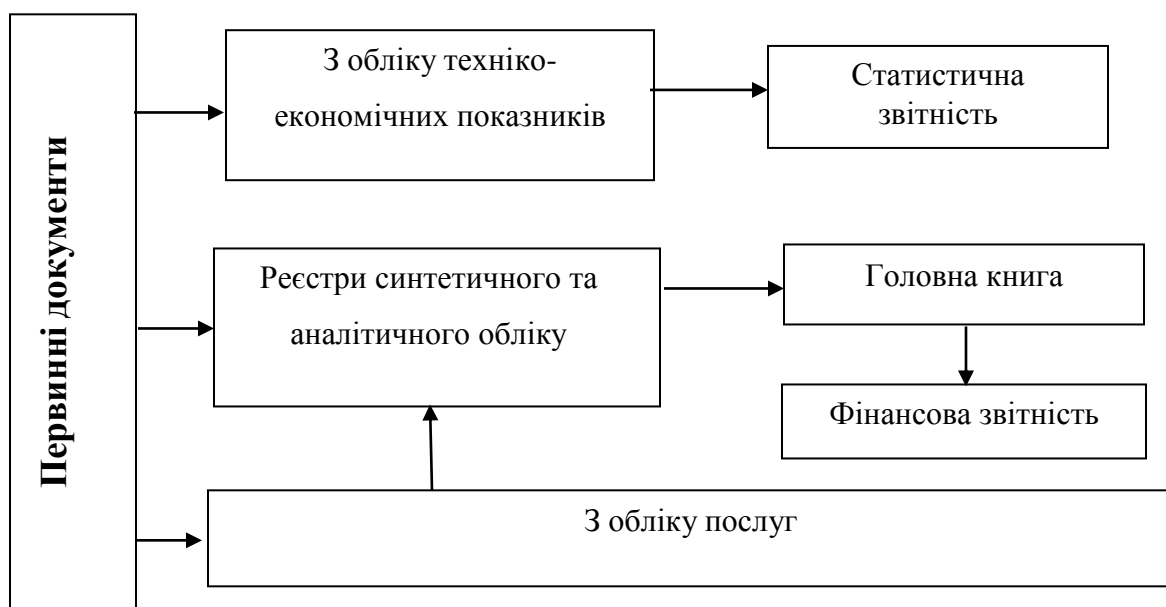 Первинні документи
З обліку техніко-
економічних показників
Статистична
звітність
Реєстри синтетичного та
аналітичного обліку
Головна книга
Фінансова звітність
З обліку послуг